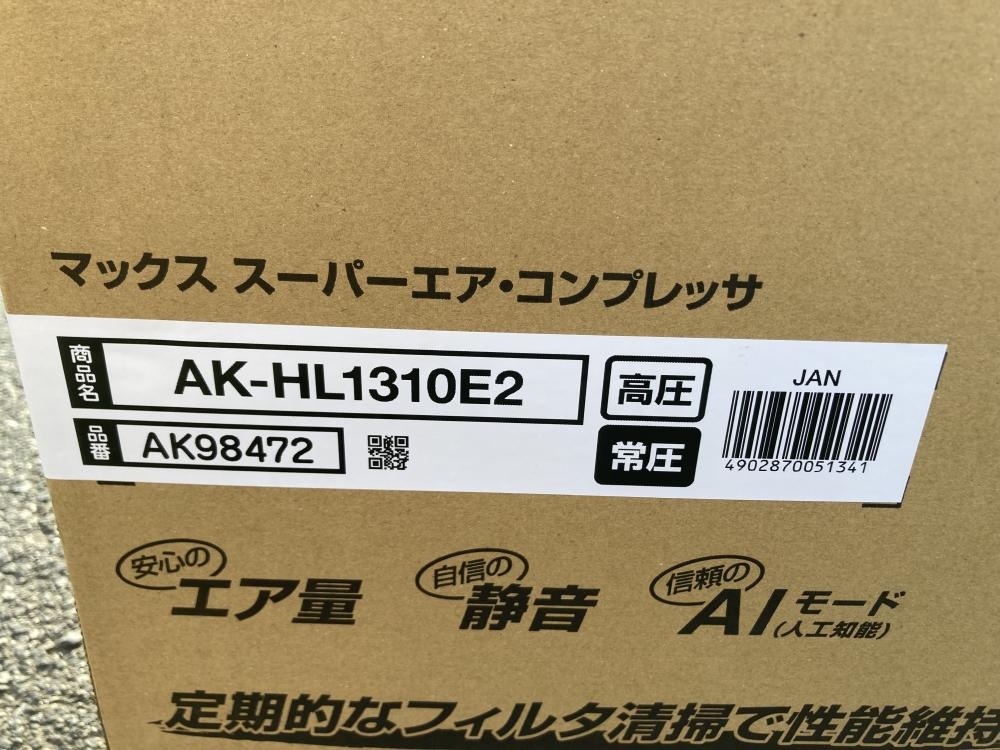 マックス スーパーエア・コンプレッサ
商品名 AK-HL1310E2
高圧
JAN
品番 AK98472
常圧
4902870051341
安心の エア量
自信の 静音
信頼の AIモード
(人工知能)
定期的なフィルタ清掃で性能維持